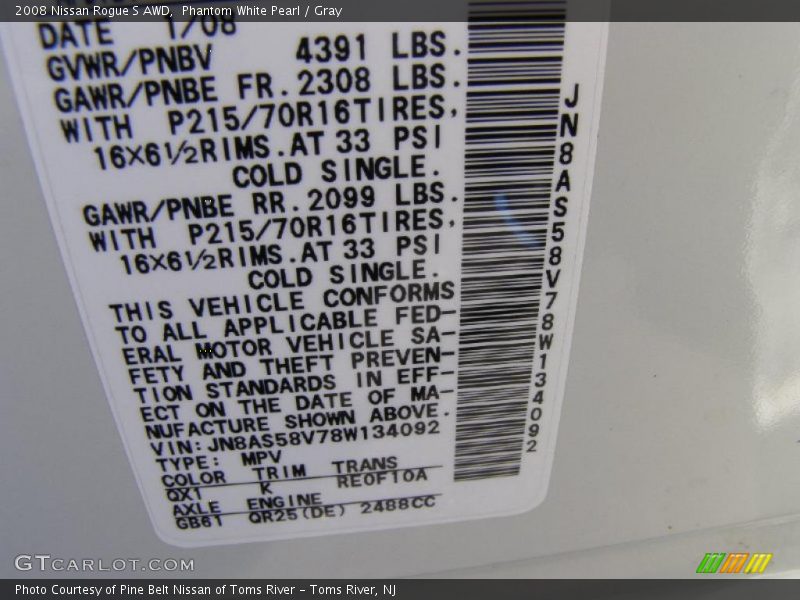 2008 Nissan Rogue S AWD,  Phantom White Pearl / Gray
DATE 1/08
GVWR/PNBV 4391 LBS.
GAWR/PNBE FR. 2308 LBS.
WITH P215/70R16TIRES,
16X6½RIMS.AT 33 PSI
COLD SINGLE.
GAWR/PNBE RR. 2099 LBS.
WITH P215/70R16TIRES,
16X6½RIMS.AT 33 PSI
COLD SINGLE.
THIS VEHICLE CONFORMS
TO ALL APPLICABLE FED-
ERAL MOTOR VEHICLE SA-
FETY AND THEFT PREVEN-
TION STANDARDS IN EFF-
ECT ON THE DATE OF MA-
NUFACTURE SHOWN ABOVE.
VIN:JN8AS58V78W134092
TYPE: MPV
COLOR TRIM TRANS
QX1 K RE0F10A
AXLE ENGINE
GB61 QR25(DE) 2488CC
JN8AS58V78W134092
GTCARLOT.COM
Photo Courtesy of Pine Belt Nissan of Toms River – Toms River, NJ